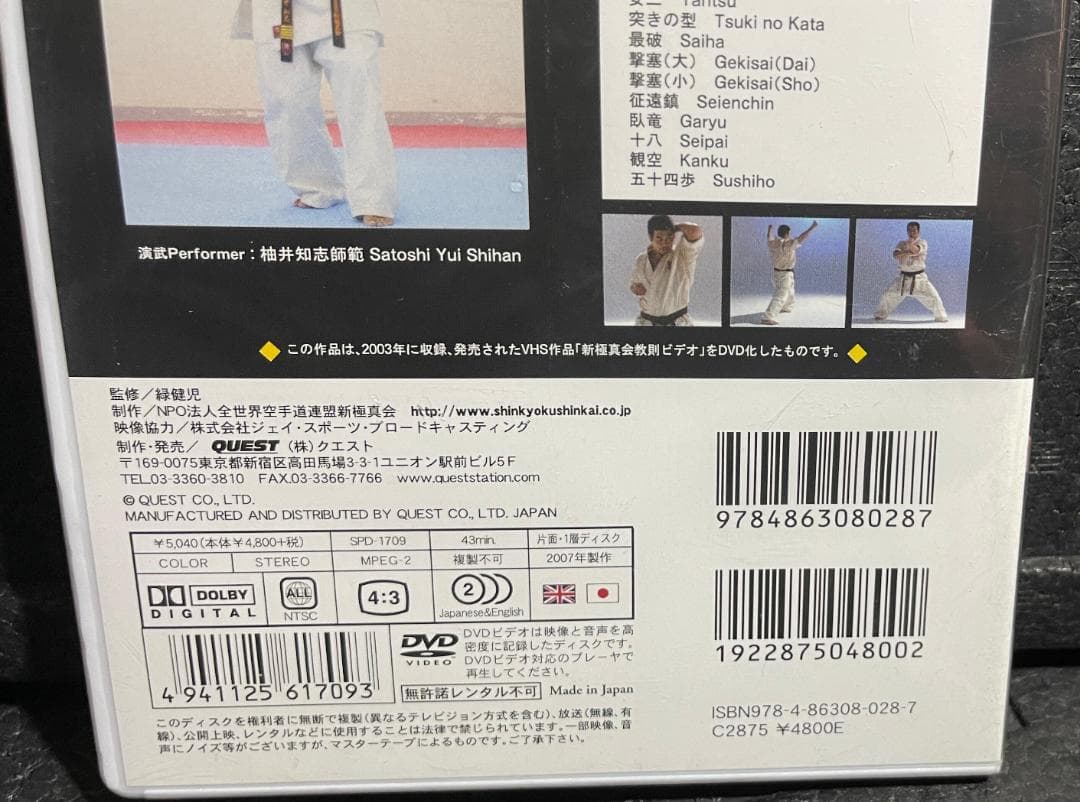 突きの型 Tsuki no Kata
最破 Saiha
撃塞(大) Gekisai(Dai)
撃塞(小) Gekisai(Sho)
征遠鎮 Seienchin
臥竜 Garyu
十八 Seipai
観空 Kanku
五十四歩 Sushiho
演武Performer：柚井知志師範 Satoshi Yui Shihan
この作品は、2003年に収録、発売されたVHS作品「新極真会教則ビデオ」をDVD化したものです。
監修／緑健児
制作／NPO法人全世界空手道連盟新極真会 http://www.shinkyokushinkai.co.jp
映像協力／株式会社ジェイ・スポーツ・ブロードキャスティング
制作・発売／ QUEST (株)クエスト
〒169-0075東京都新宿区高田馬場3-3-1ユニオン駅前ビル5F
TEL.03-3360-3810 FAX.03-3366-7766 www.queststation.com
© QUEST CO., LTD.
MANUFACTURED AND DISTRIBUTED BY QUEST CO., LTD. JAPAN
￥5,040(本体￥4,800+税) SPD-1709 43min. 片面・1層ディスク
COLOR STEREO MPEG-2 複製不可 2007年製作
DOLBY DIGITAL ALL NTSC 4:3 2 Japanese&English
4 941125 617093
DVD VIDEO
DVDビデオは映像と音声を高
密度に記録したディスクです。
DVDビデオ対応のプレーヤで
再生してください。
無許諾レンタル不可 Made in Japan
このディスクを権利者に無断で複製(異なるテレビジョン方式を含む)、放送(無線、有
線)、公開上映、レンタルなどに使用することは法律で禁じられています。一部映像、音
声にノイズ等がございますが、マスターテープによるものです。ご了承下さい。
9784863080287
1922875048002
ISBN978-4-86308-028-7
C2875 ￥4800E